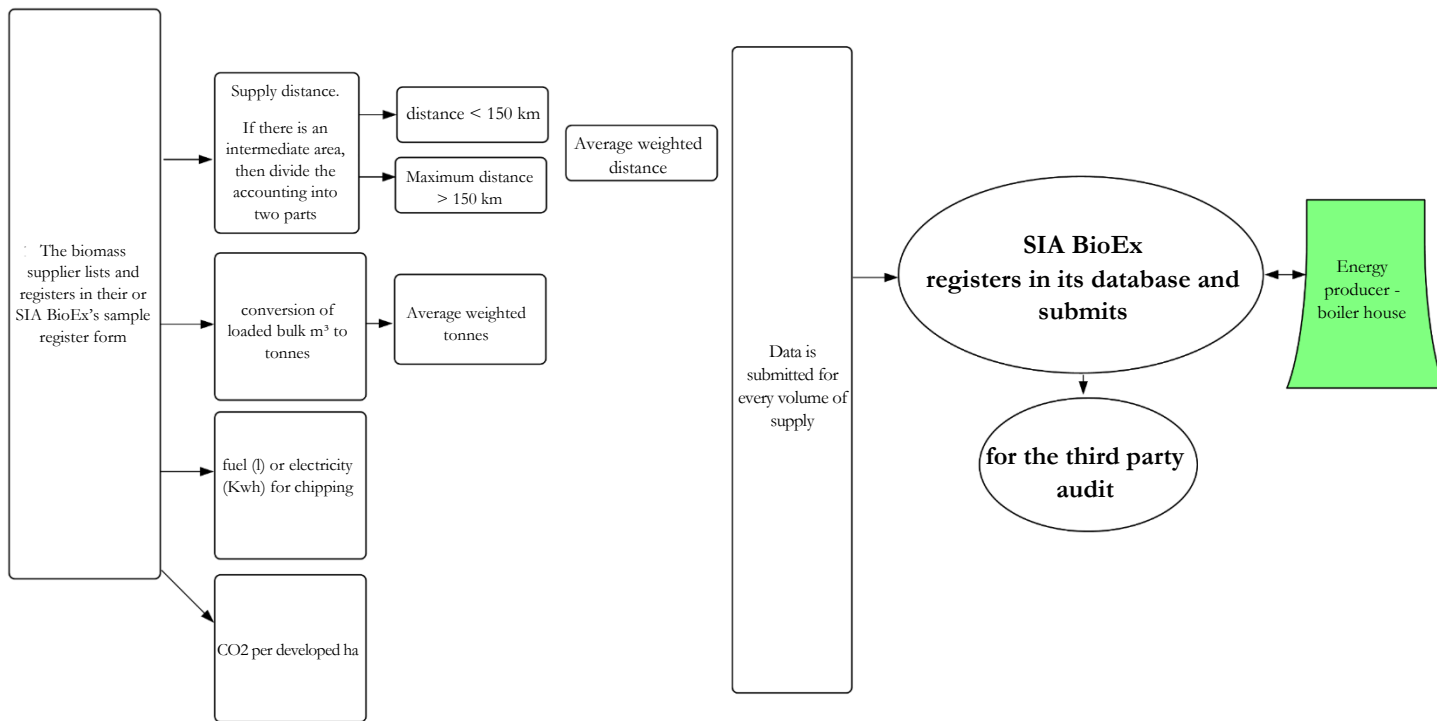 The biomass
supplier lists and
registers in their or
SIA BioEx's sample
register form
Supply distance.
If there is an
intermediate area,
then divide the
accounting into
two parts
distance < 150 km
Maximum distance
> 150 km
Average weighted
distance
conversion of
loaded bulk m³ to
tonnes
Average weighted
tonnes
fuel (l) or electricity
(Kwh) for chipping
CO2 per developed ha
Data is
submitted for
every volume of
supply
SIA BioEx
registers in its database and
submits
for the third party
audit
Energy
producer -
boiler house